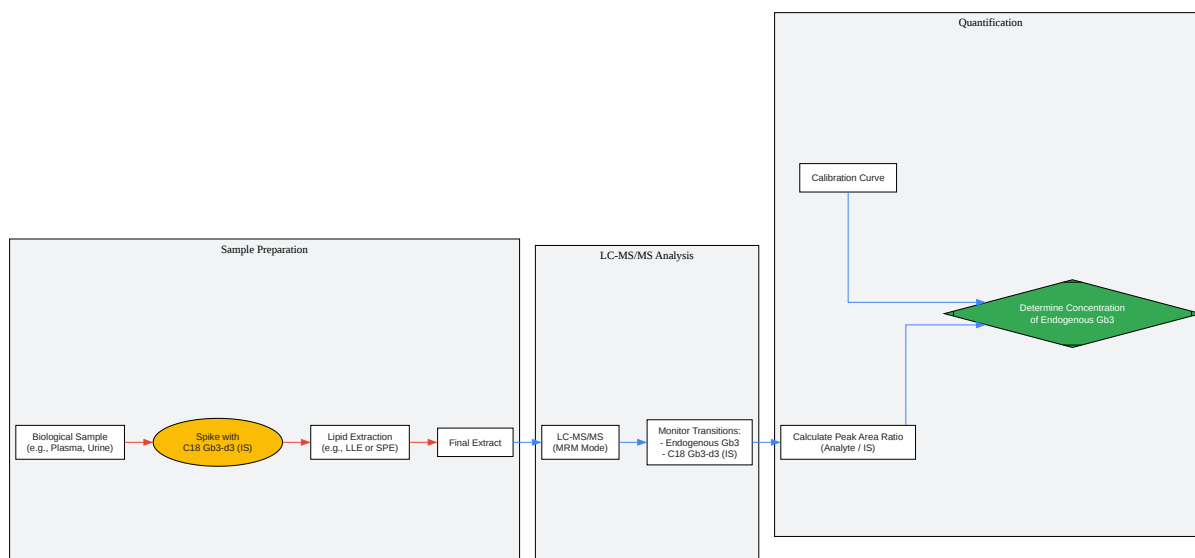 Sample Preparation
Biological Sample
(e.g., Plasma, Urine)
Spike with
C18 Gb3-d3 (IS)
Lipid Extraction
(e.g., LLE or SPE)
Final Extract
LC-MS/MS Analysis
LC-MS/MS
(MRM Mode)
Monitor Transitions:
- Endogenous Gb3
- C18 Gb3-d3 (IS)
Quantification
Calibration Curve
Calculate Peak Area Ratio
(Analyte / IS)
Determine Concentration
of Endogenous Gb3